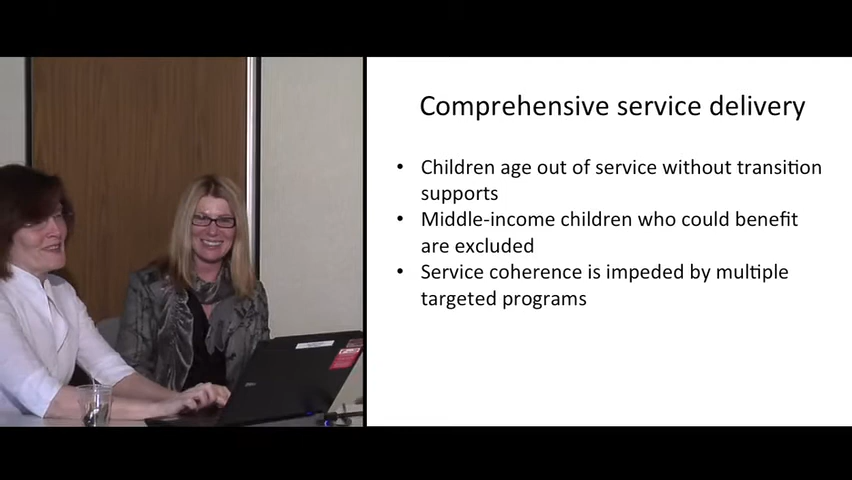 Comprehensive service delivery
• Children age out of service without transition
supports
• Middle-income children who could benefit
are excluded
• Service coherence is impeded by multiple
targeted programs